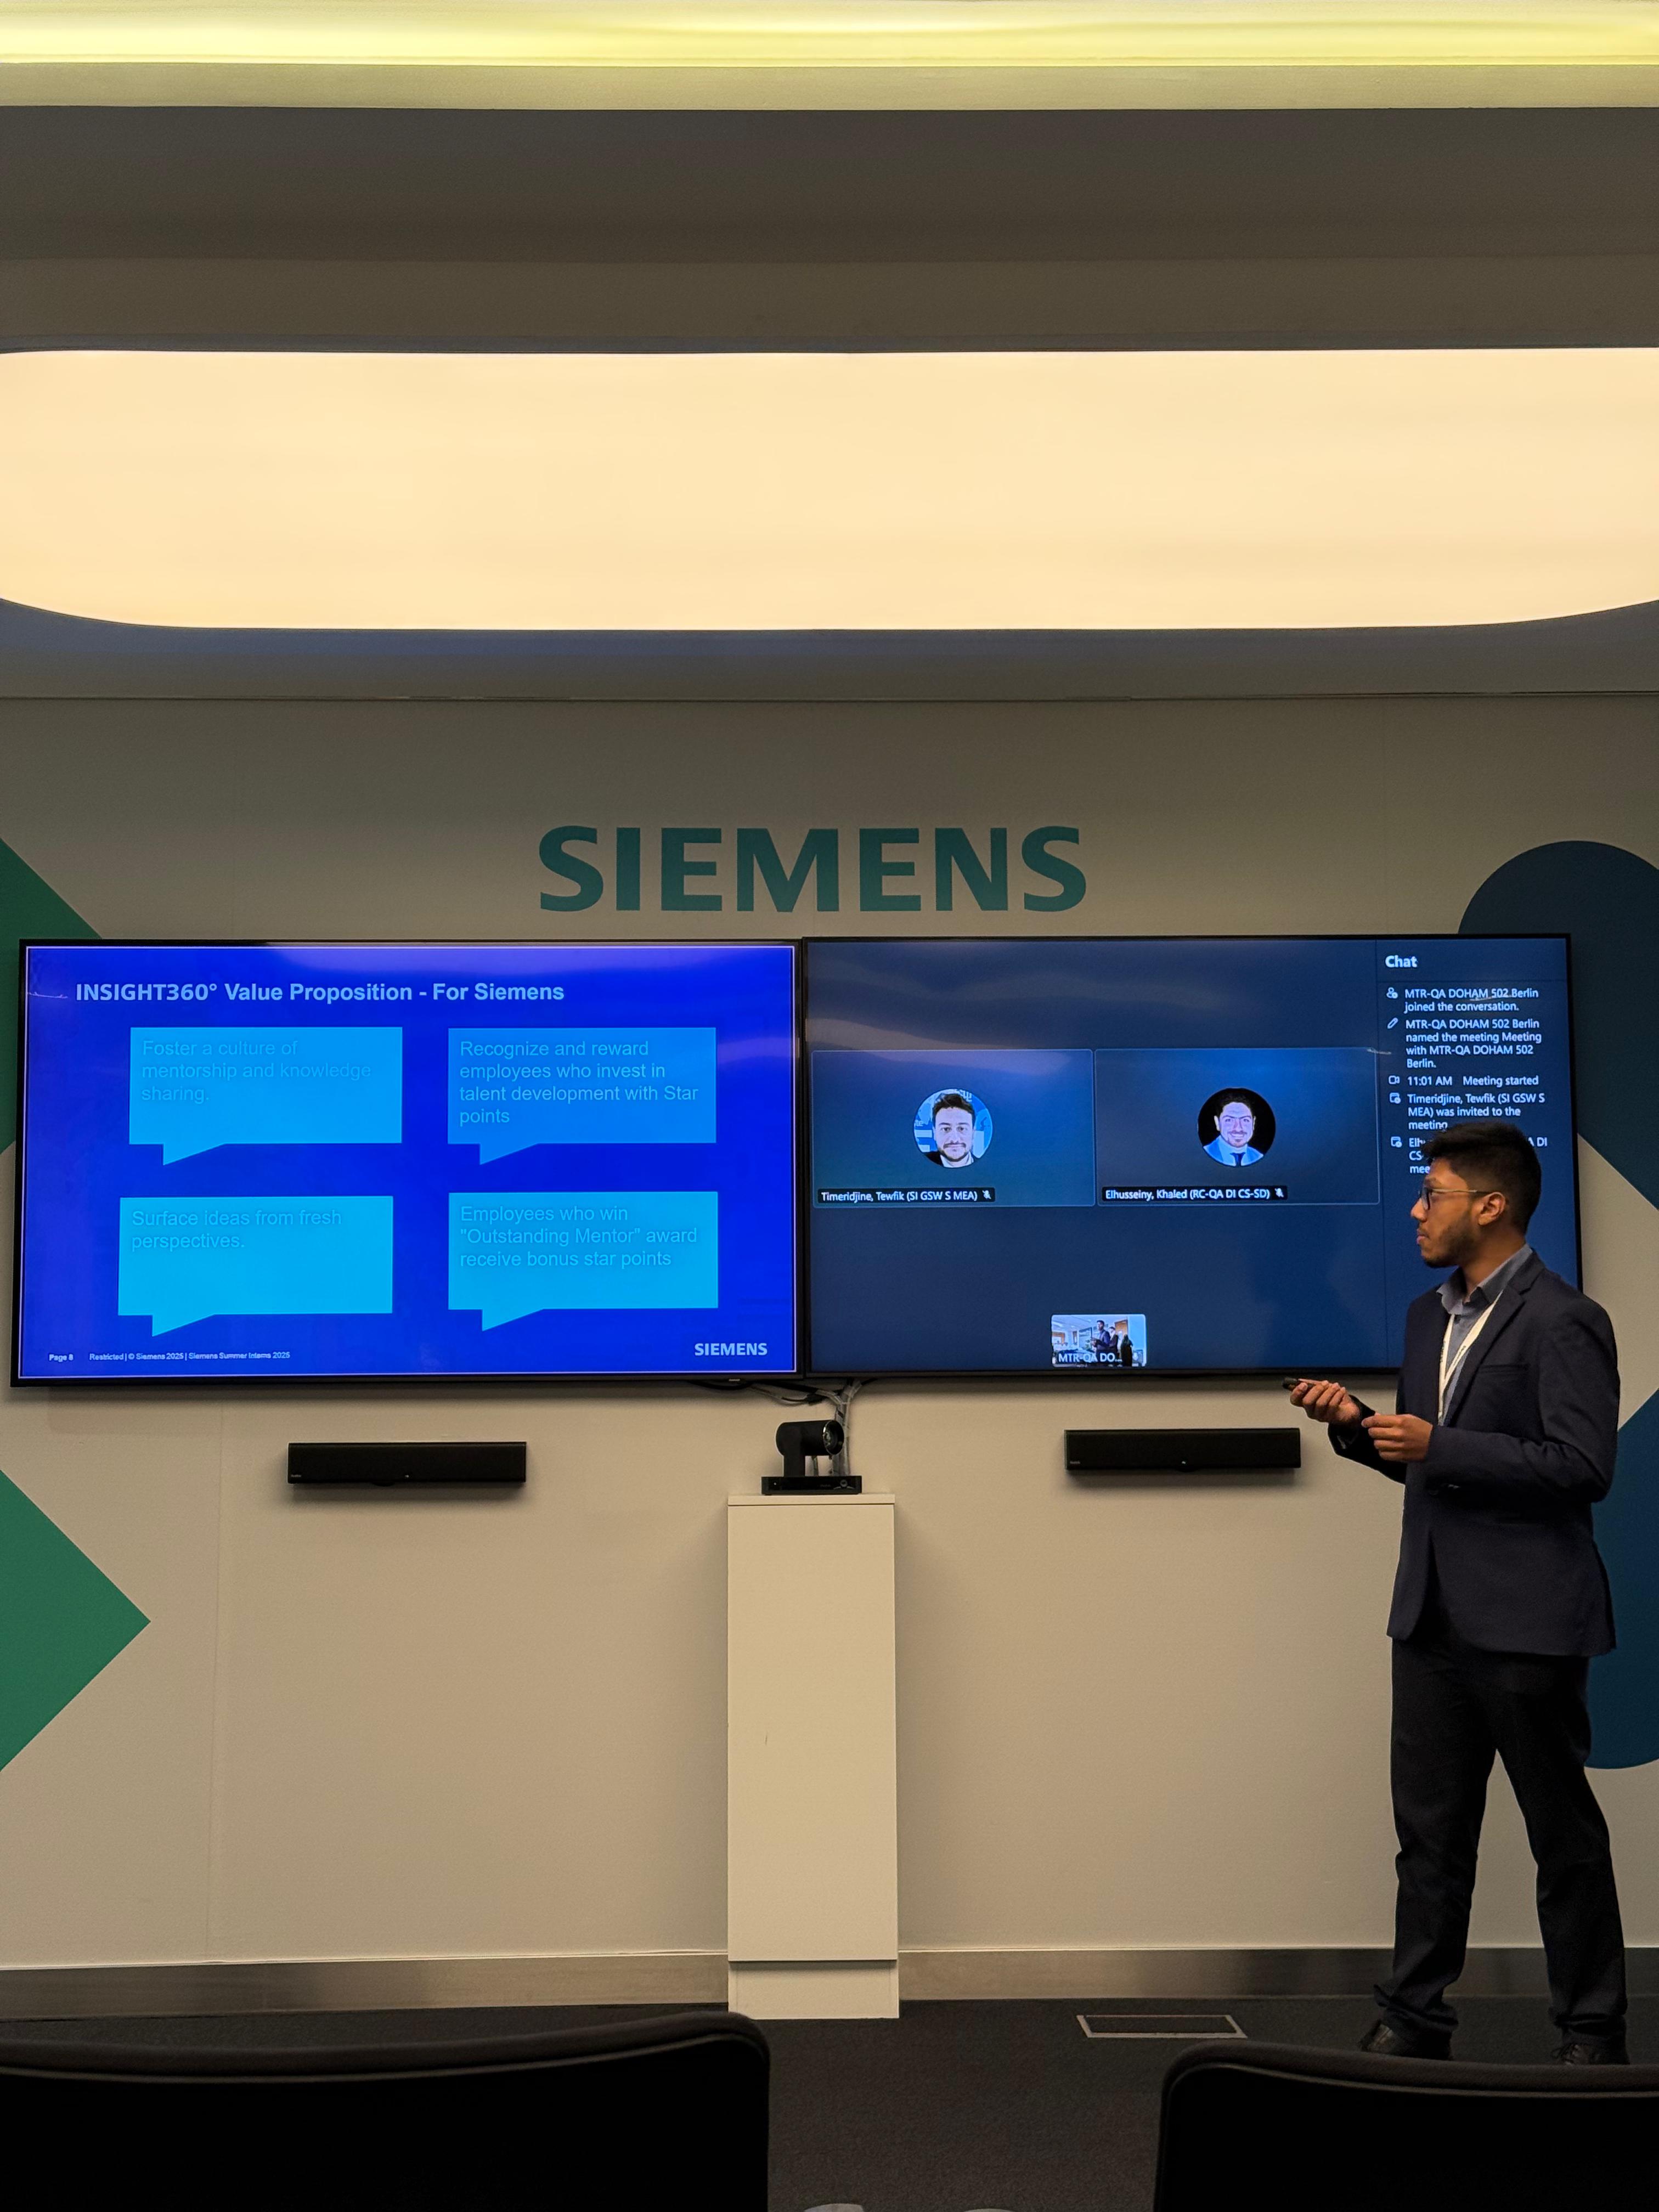 SIEMENS
INSIGHT360° Value Proposition - For Siemens
Foster a culture of
mentorship and knowledge
sharing.
Recognize and reward
employees who invest in
talent development with Star
points
Surface ideas from fresh
perspectives.
Employees who win
"Outstanding Mentor" award
receive bonus star points
Page 8 Restricted | © Siemens 2025 | Siemens Summer Interns 2025
SIEMENS
Timeridjine, Tewfik (SI GSW S MEA)
Elhusseiny, Khaled (RC-QA DI CS-SD)
MTR-QA DO...
Chat
MTR-QA DOHAM 502 Berlin
joined the conversation.
MTR-QA DOHAM 502 Berlin
named the meeting Meeting
with MTR-QA DOHAM 502
Berlin.
11:01 AM Meeting started
Timeridjine, Tewfik (SI GSW S
MEA) was invited to the
meeting
DI
CS